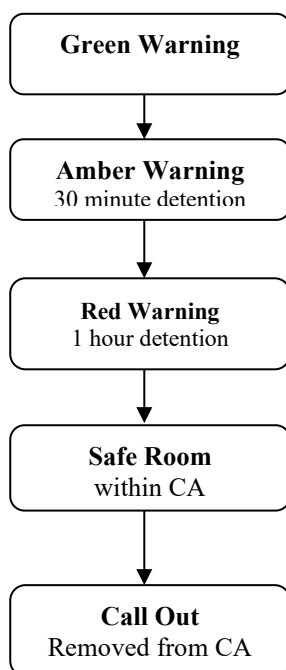 Green Warning
Amber Warning
30 minute detention
Red Warning
1 hour detention
Safe Room
within CA
Call Out
Removed from CA